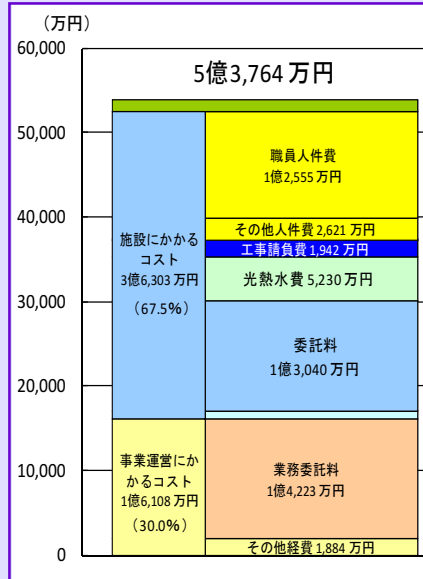 （万円）
60,000
50,000
40,000
30,000
20,000
10,000
0
5億3,764 万円
施設にかかる
コスト
3億6,303 万円
（67.5%）
事業運営にか
かるコスト
1億6,108 万円
（30.0%）
職員人件費
1億2,555 万円
その他人件費 2,621 万円
工事請負費 1,942 万円
光熱水費 5,230 万円
委託料
1億3,040 万円
業務委託料
1億4,223 万円
その他経費 1,884 万円